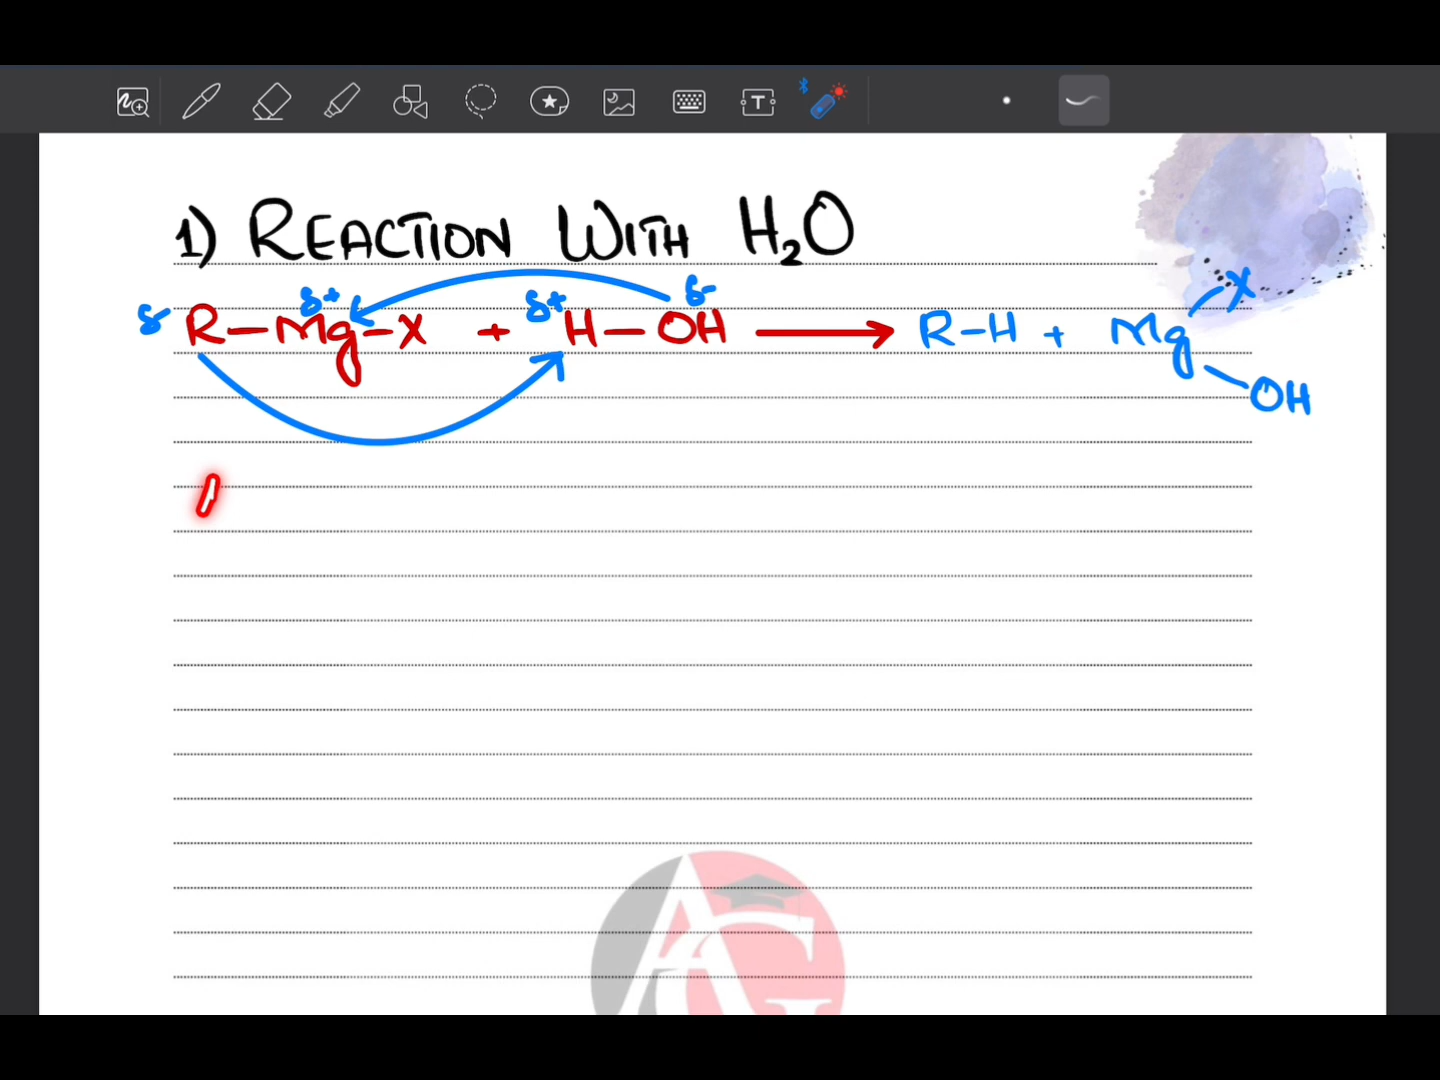 1) REACTION WITH H₂O
δ- R—Mg—X δ+ + δ+ H—OH δ- → R-H + Mg X OH